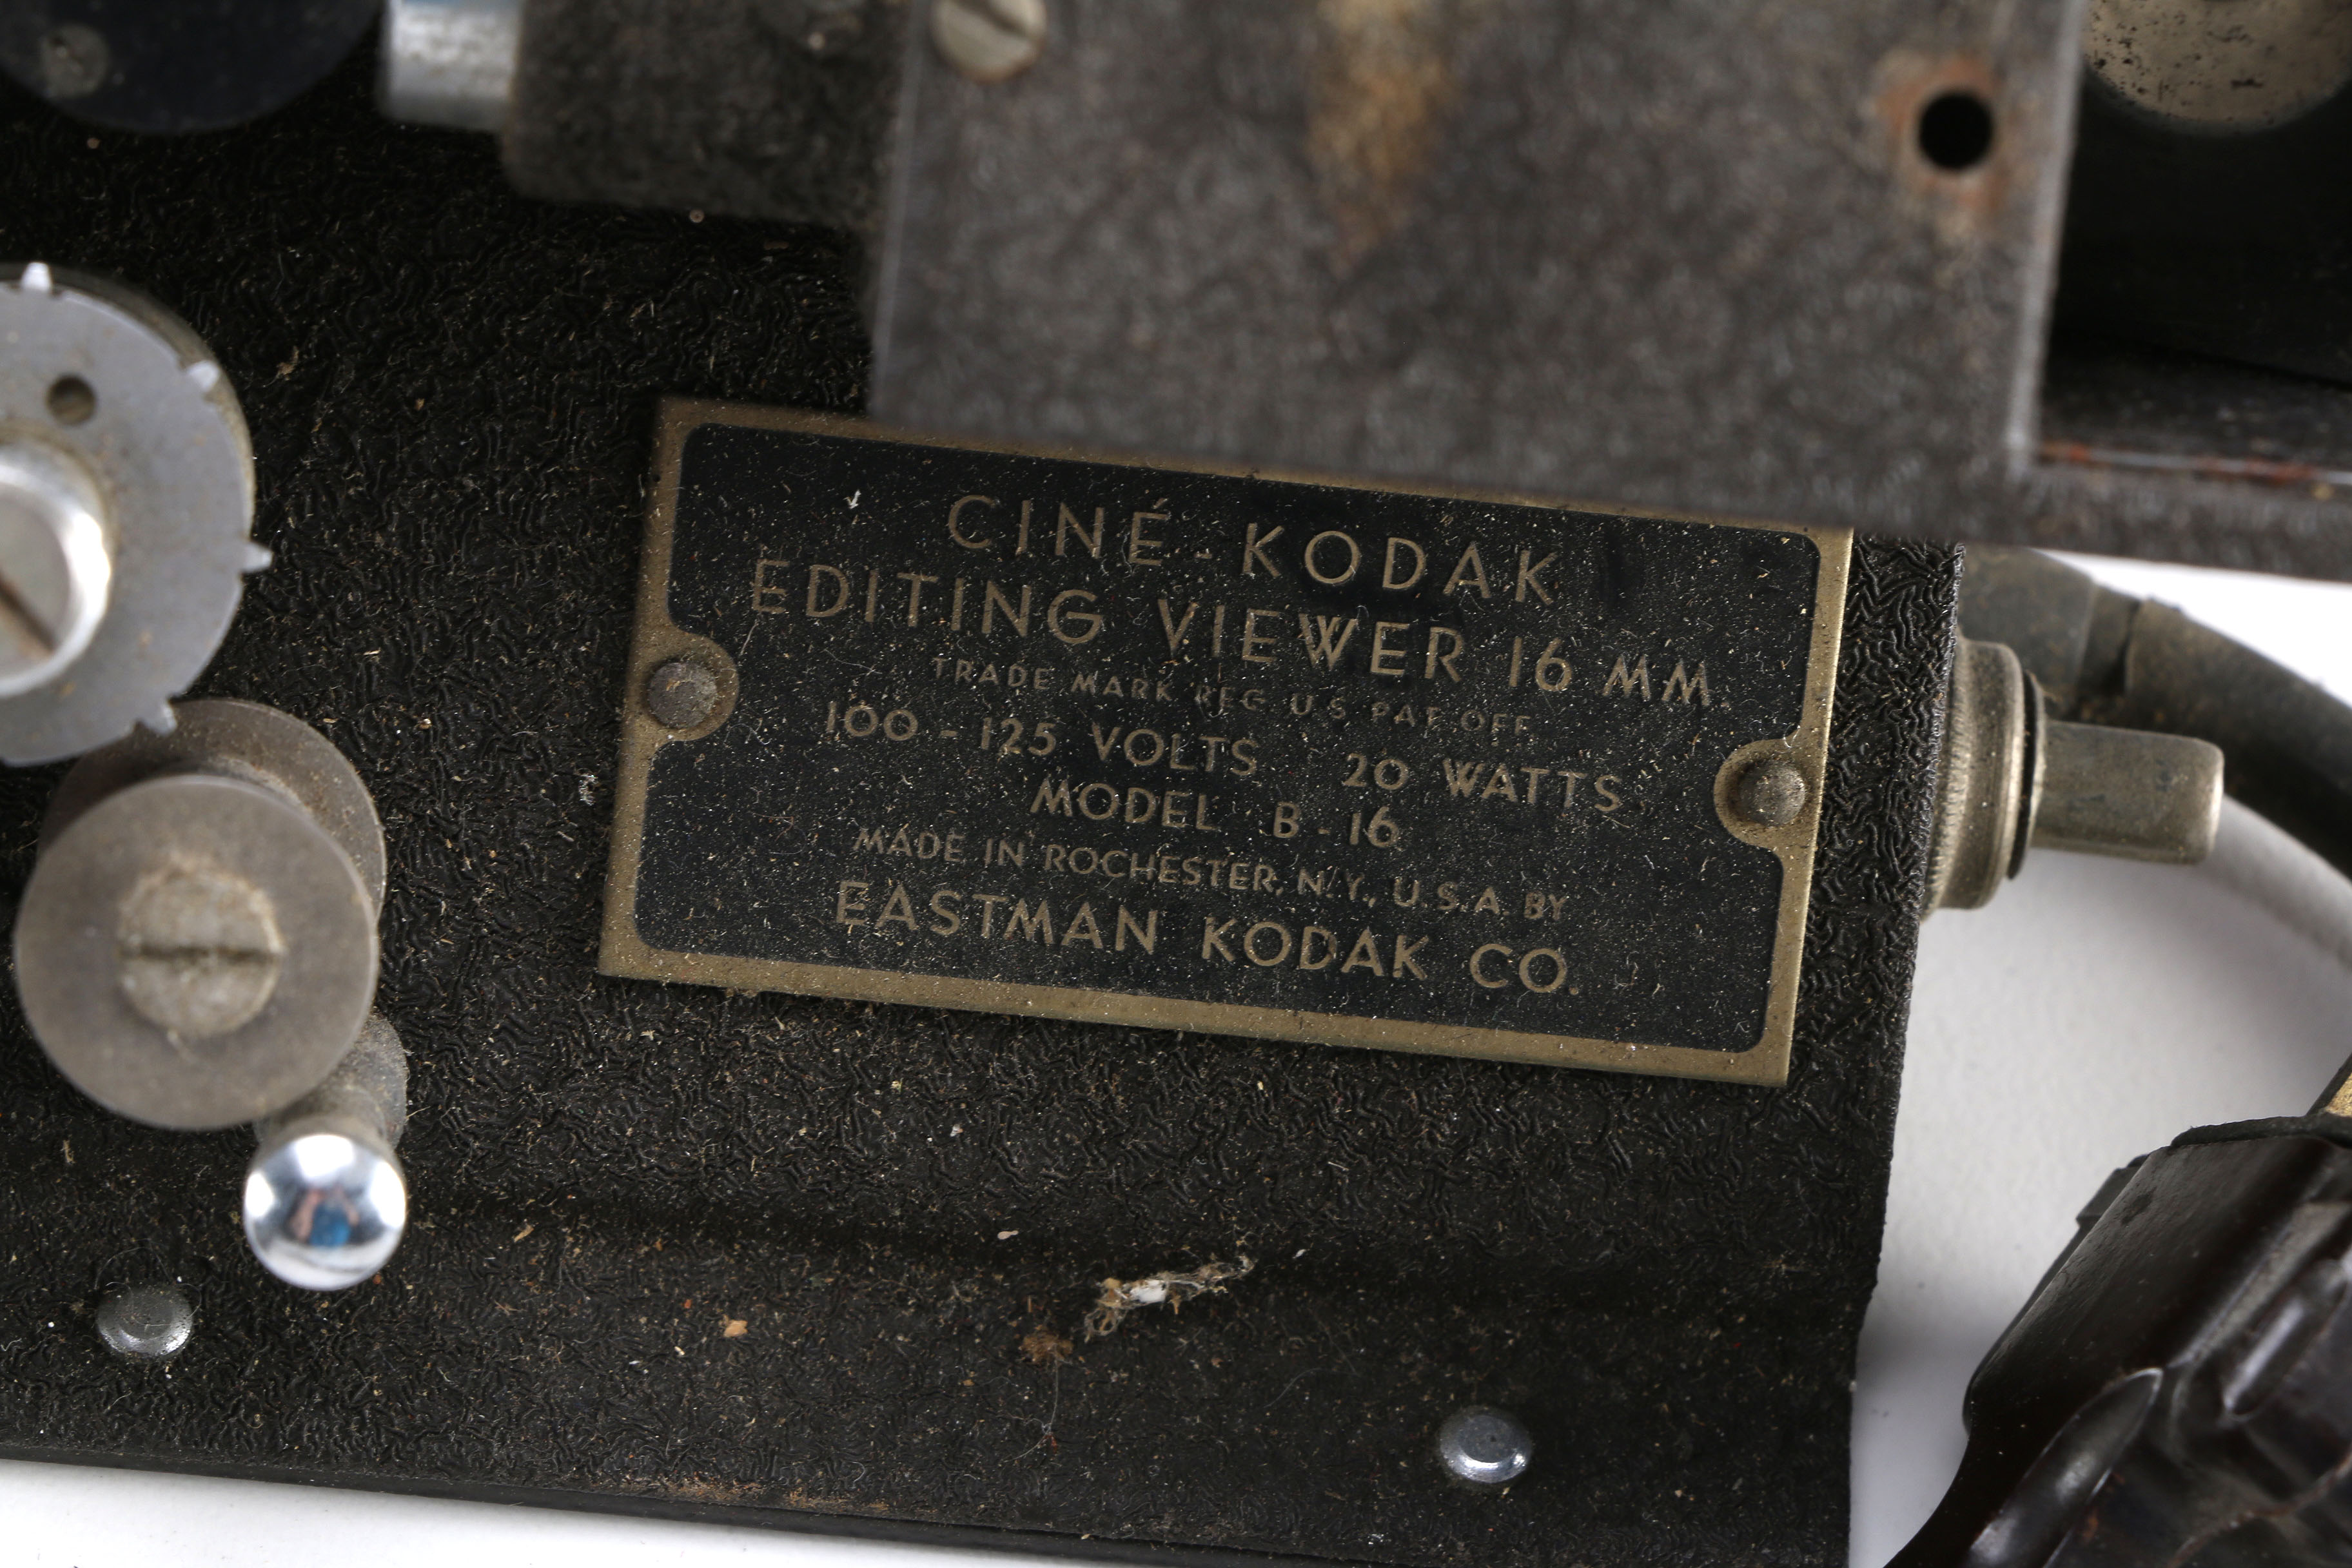 CINÉ-KODAK
EDITING VIEWER 16 MM.
TRADE MARK REG. U.S. PAT. OFF.
100-125 VOLTS 20 WATTS
MODEL B-16
MADE IN ROCHESTER, N.Y., U.S.A. BY
EASTMAN KODAK CO.